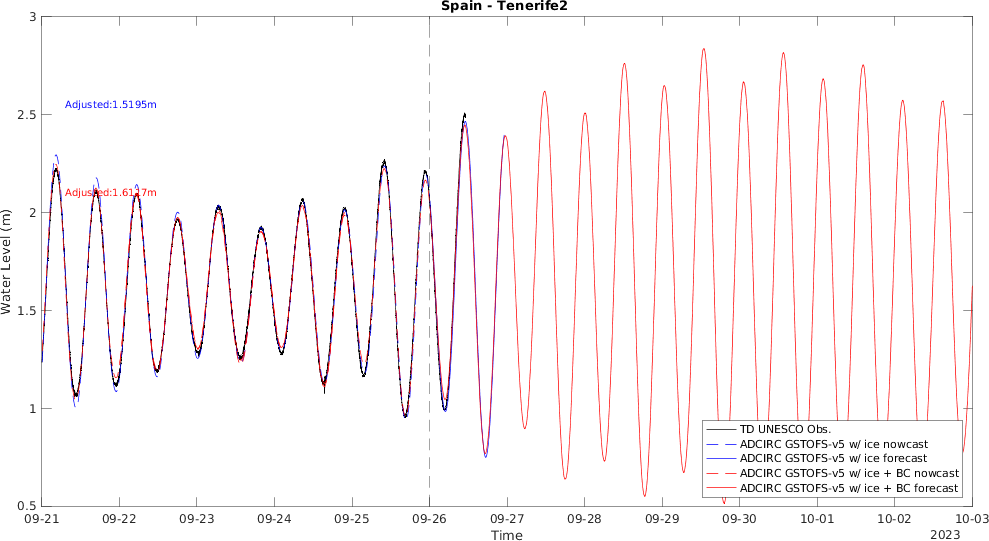 Spain - Tenerife2
3
2.5
2
1.5
1
0.5
Water Level (m)
Adjusted:1.5195m
Adjusted:1.6117m
TD UNESCO Obs.
ADCIRC GSTOFS-v5 w/ ice nowcast
ADCIRC GSTOFS-v5 w/ ice forecast
ADCIRC GSTOFS-v5 w/ ice + BC nowcast
ADCIRC GSTOFS-v5 w/ ice + BC forecast
09-21 09-22 09-23 09-24 09-25 09-26 09-27 09-28 09-29 09-30 10-01 10-02 10-03
Time
2023